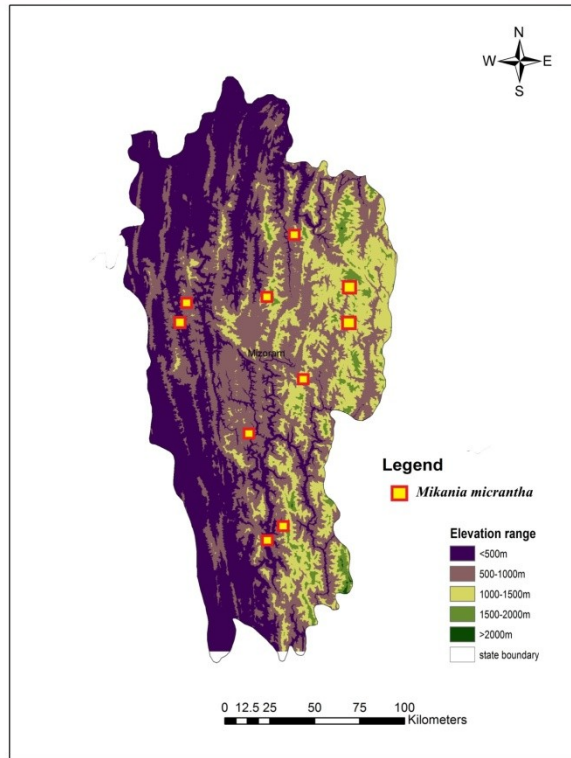 N
W E
S
Mizoram
Legend
Mikania micrantha
Elevation range
<500m
500-1000m
1000-1500m
1500-2000m
>2000m
state boundary
0 12.5 25 50 75 100
Kilometers